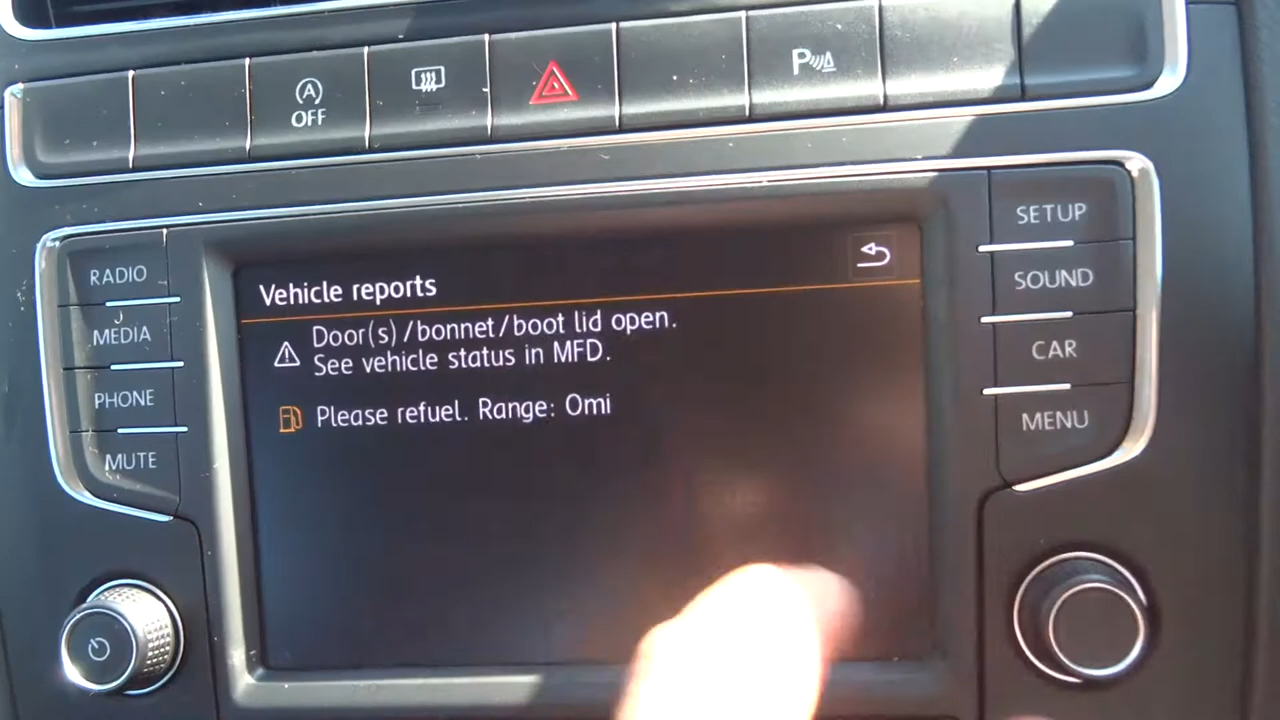 A
OFF
P
RADIO
MEDIA
PHONE
MUTE
Vehicle reports
Door(s)/bonnet/boot lid open.
See vehicle status in MFD.
Please refuel. Range: 0mi
SETUP
SOUND
CAR
MENU